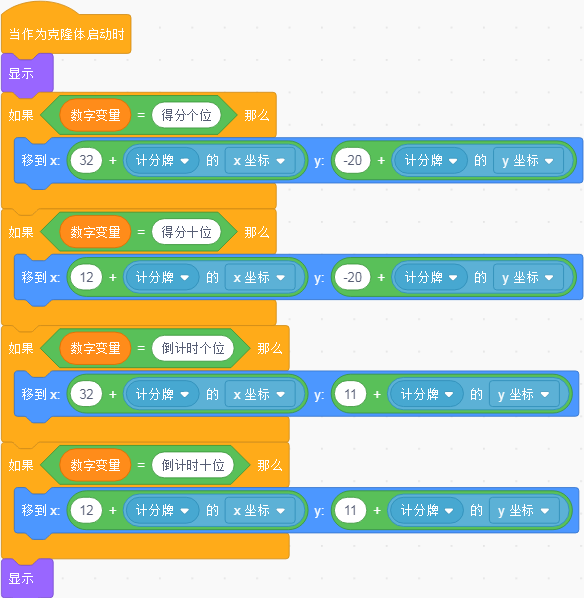 当作为克隆体启动时
显示
如果 数字变量 = 得分个位 那么
移到 x: 32 + 计分牌 的 x 坐标 y: -20 + 计分牌 的 y 坐标
如果 数字变量 = 得分十位 那么
移到 x: 12 + 计分牌 的 x 坐标 y: -20 + 计分牌 的 y 坐标
如果 数字变量 = 倒计时个位 那么
移到 x: 32 + 计分牌 的 x 坐标 y: 11 + 计分牌 的 y 坐标
如果 数字变量 = 倒计时十位 那么
移到 x: 12 + 计分牌 的 x 坐标 y: 11 + 计分牌 的 y 坐标
显示